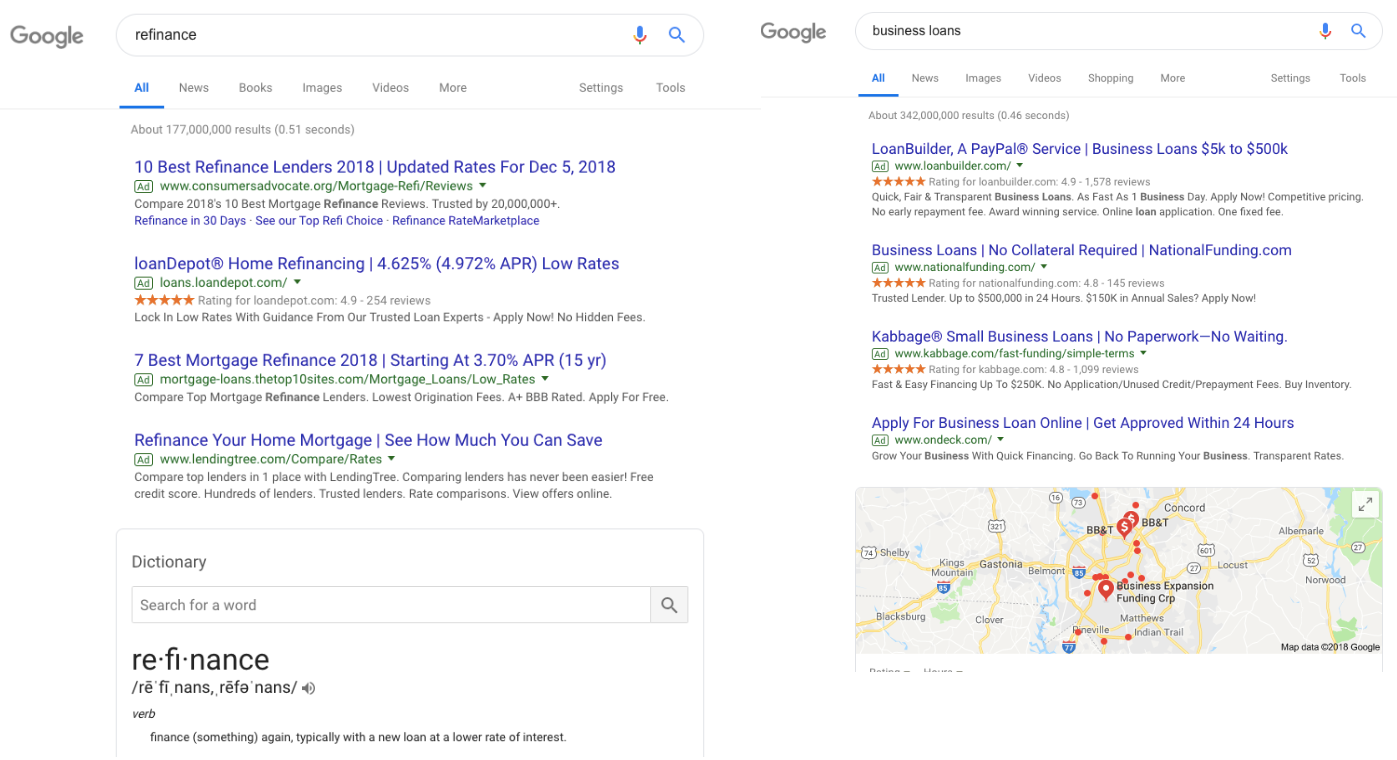 Google
refinance
All News Books Images Videos More Settings Tools
About 177,000,000 results (0.51 seconds)
10 Best Refinance Lenders 2018 | Updated Rates For Dec 5, 2018
Ad www.consumersadvocate.org/Mortgage-Refi/Reviews
Compare 2018's 10 Best Mortgage Refinance Reviews. Trusted by 20,000,000+.
Refinance in 30 Days · See our Top Refi Choice · Refinance RateMarketplace
loanDepot® Home Refinancing | 4.625% (4.972% APR) Low Rates
Ad loans.loandepot.com/
Rating for loandepot.com: 4.9 - 254 reviews
Lock In Low Rates With Guidance From Our Trusted Loan Experts - Apply Now! No Hidden Fees.
7 Best Mortgage Refinance 2018 | Starting At 3.70% APR (15 yr)
Ad mortgage-loans.thetop10sites.com/Mortgage_Loans/Low_Rates
Compare Top Mortgage Refinance Lenders. Lowest Origination Fees. A+ BBB Rated. Apply For Free.
Refinance Your Home Mortgage | See How Much You Can Save
Ad www.lendingtree.com/Compare/Rates
Compare top lenders in 1 place with LendingTree. Comparing lenders has never been easier! Free
credit score. Hundreds of lenders. Trusted lenders. Rate comparisons. View offers online.
Dictionary
Search for a word
re·fi·nance
/rēˈfīˌnans,ˌrēfəˈnans/
verb
finance (something) again, typically with a new loan at a lower rate of interest.
Google
business loans
All News Images Videos Shopping More Settings Tools
About 342,000,000 results (0.46 seconds)
LoanBuilder, A PayPal® Service | Business Loans $5k to $500k
Ad www.loanbuilder.com/
Rating for loanbuilder.com: 4.9 - 1,578 reviews
Quick, Fair & Transparent Business Loans. As Fast As 1 Business Day. Apply Now! Competitive pricing.
No early repayment fee. Award winning service. Online loan application. One fixed fee.
Business Loans | No Collateral Required | NationalFunding.com
Ad www.nationalfunding.com/
Rating for nationalfunding.com: 4.8 - 145 reviews
Trusted Lender. Up to $500,000 in 24 Hours. $150K in Annual Sales? Apply Now!
Kabbage® Small Business Loans | No Paperwork—No Waiting.
Ad www.kabbage.com/fast-funding/simple-terms
Rating for kabbage.com: 4.8 - 1,099 reviews
Fast & Easy Financing Up To $250K. No Application/Unused Credit/Prepayment Fees. Buy Inventory.
Apply For Business Loan Online | Get Approved Within 24 Hours
Ad www.ondeck.com/
Grow Your Business With Quick Financing. Go Back To Running Your Business. Transparent Rates.
16
73
Concord
321
BB&T
$
$
BB&T
Albemarle
74
Shelby
601
52
27
Kings
Mountain
Gastonia
Belmont
85
27
Locust
Norwood
85
Business Expansion
Funding Crp
Blacksburg
Clover
Matthews
Pineville
Indian Trail
77
Map data ©2018 Google
Rating Hours